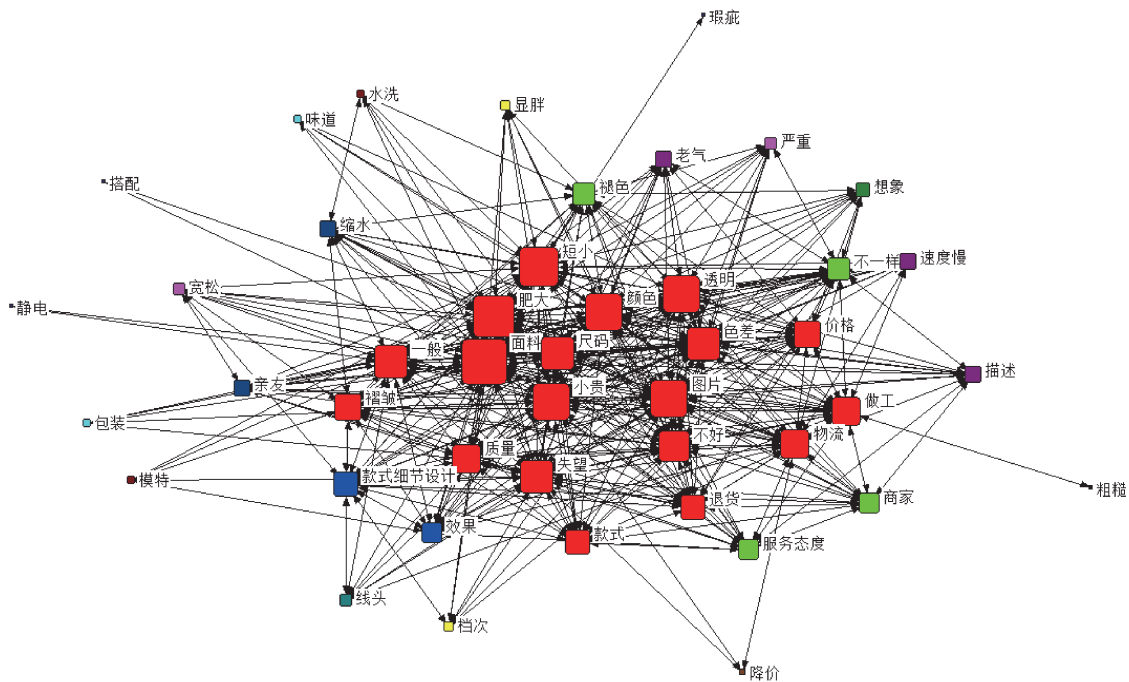 瑕疵
水洗
显胖
味道
老气
严重
搭配
褪色
想象
缩水
短小
不一样
速度慢
透明
宽松
肥大
颜色
静电
色差
价格
一般
面料
尺码
描述
亲友
小贵
图片
褶皱
做工
包装
不好
物流
质量
失望
模特
款式细节设计
粗糙
退货
商家
效果
款式
服务态度
线头
档次
降价